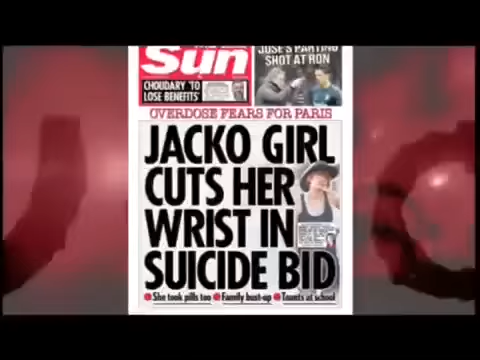 Sun
JOSE'S PARTING
SHOT AT RON
CHOUDARY 'TO
LOSE BENEFITS'
OVERDOSE FEARS FOR PARIS
JACKO GIRL
CUTS HER
WRIST IN
SUICIDE BID
She took pills too Family bust-up Taunts at school